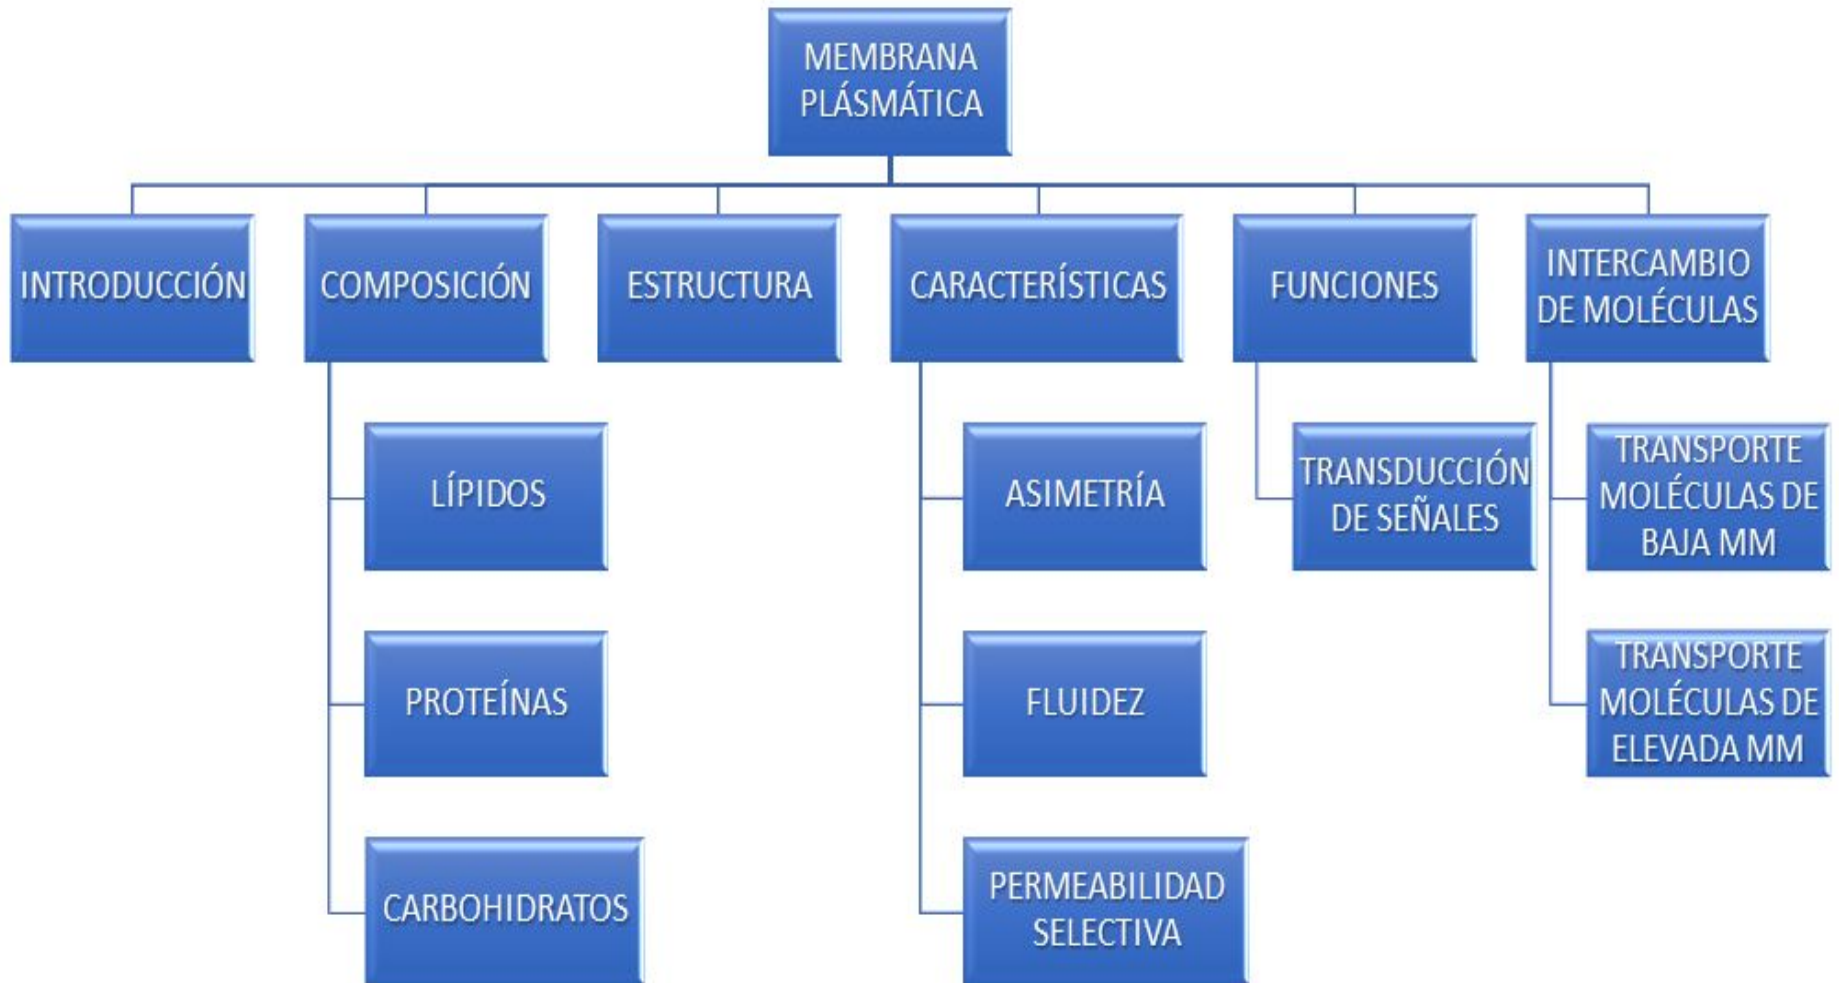 MEMBRANA
PLÁSMÁTICA
INTRODUCCIÓN
COMPOSICIÓN
ESTRUCTURA
CARACTERÍSTICAS
FUNCIONES
INTERCAMBIO
DE MOLÉCULAS
LÍPIDOS
PROTEÍNAS
CARBOHIDRATOS
ASIMETRÍA
FLUIDEZ
PERMEABILIDAD
SELECTIVA
TRANSDUCCIÓN
DE SEÑALES
TRANSPORTE
MOLÉCULAS DE
BAJA MM
TRANSPORTE
MOLÉCULAS DE
ELEVADA MM